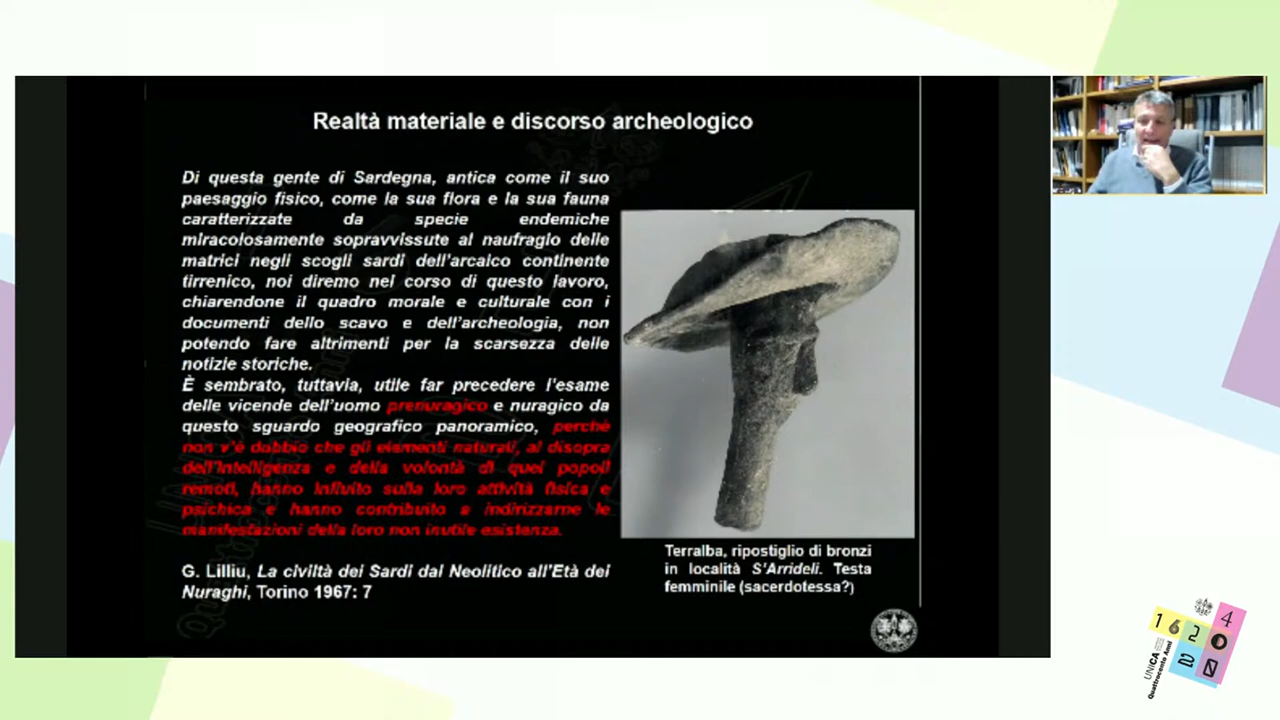 Realtà materiale e discorso archeologico
Di questa gente di Sardegna, antica come il suo
paesaggio fisico, come la sua flora e la sua fauna
caratterizzate da specie endemiche
miracolosamente sopravvissute al naufragio delle
matrici negli scogli sardi dell'arcaico continente
tirrenico, noi diremo nel corso di questo lavoro,
chiarendone il quadro morale e culturale con i
documenti dello scavo e dell'archeologia, non
potendo fare altrimenti per la scarsezza delle
notizie storiche.
È sembrato, tuttavia, utile far precedere l'esame
delle vicende dell'uomo prenuragico e nuragico da
questo sguardo geografico panoramico, perché
non v'è dubbio che gli elementi naturali, al disopra
dell'intelligenza e della volontà di quei popoli
remoti, hanno influito sulla loro attività fisica e
psichica e hanno contribuito a indirizzarne le
manifestazioni della loro non inutile esistenza.
G. Lilliu, La civiltà dei Sardi dal Neolitico all'Età dei
Nuraghi, Torino 1967: 7
Terralba, ripostiglio di bronzi
in località S'Arrideli. Testa
femminile (sacerdotessa?)
1620
2020
4
UNICA
Quattrocento Anni